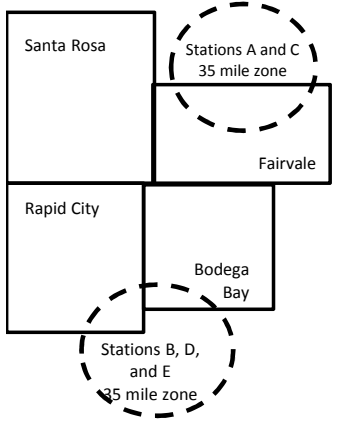 Santa Rosa
Stations A and C
35 mile zone
Fairvale
Rapid City
Bodega
Bay
Stations B, D,
and E
35 mile zone